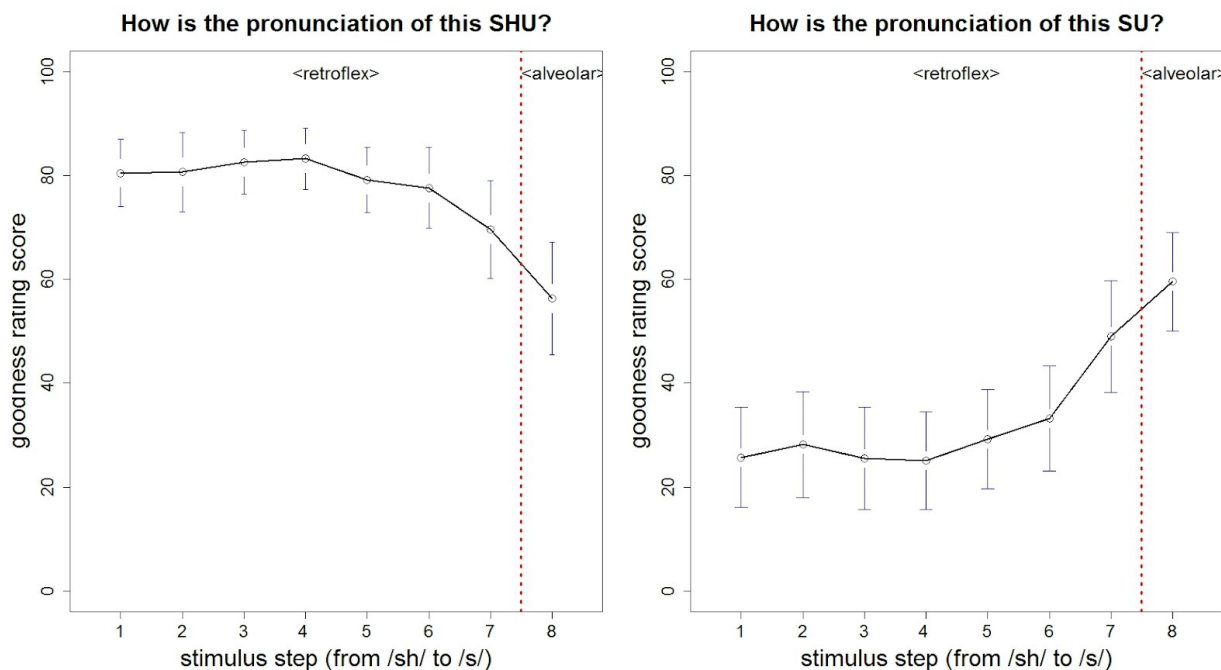 How is the pronunciation of this SHU?
<retroflex>
<alveolar>
goodness rating score
100
80
60
40
20
0
1 2 3 4 5 6 7 8
stimulus step (from /sh/ to /s/)
How is the pronunciation of this SU?
<retroflex>
<alveolar>
goodness rating score
100
80
60
40
20
0
1 2 3 4 5 6 7 8
stimulus step (from /sh/ to /s/)